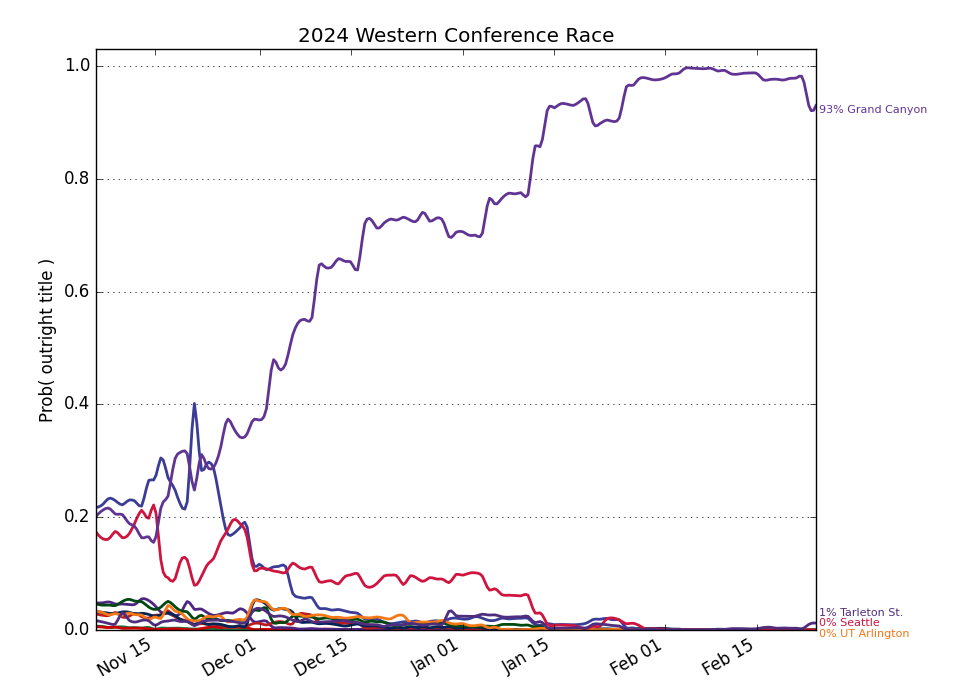 2024 Western Conference Race
Prob( outright title )
1.0
0.8
0.6
0.4
0.2
0.0
93% Grand Canyon
1% Tarleton St.
0% Seattle
0% UT Arlington
Nov 15
Dec 01
Dec 15
Jan 01
Jan 15
Feb 01
Feb 15